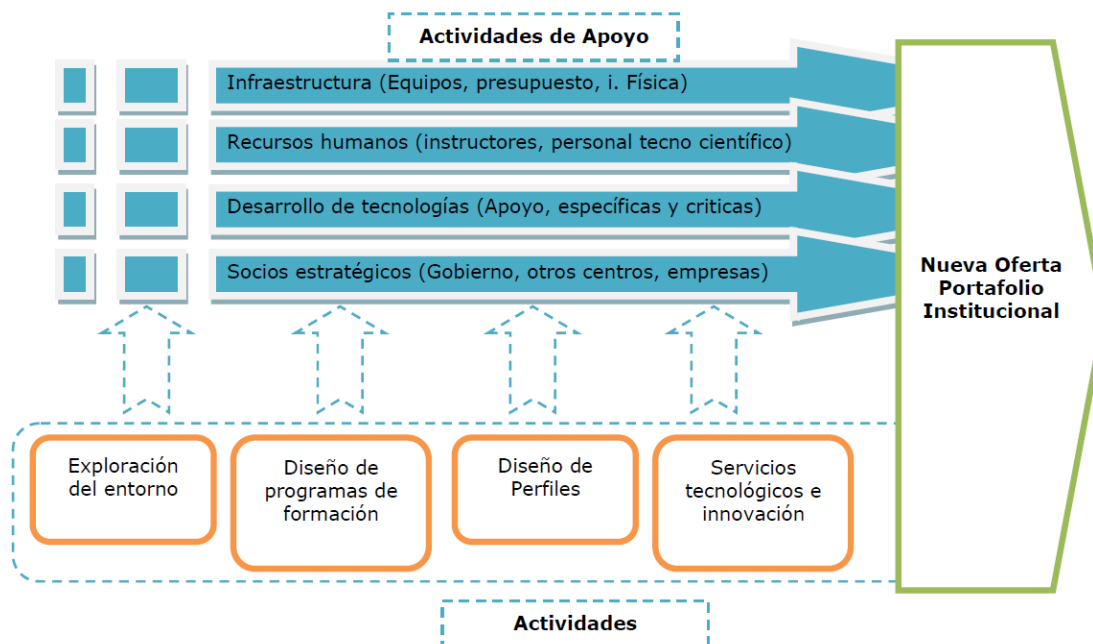 Actividades de Apoyo
Infraestructura (Equipos, presupuesto, i. Física)
Recursos humanos (instructores, personal tecno científico)
Desarrollo de tecnologías (Apoyo, específicas y criticas)
Socios estratégicos (Gobierno, otros centros, empresas)
Nueva Oferta
Portafolio
Institucional
Exploración
del entorno
Diseño de
programas de
formación
Diseño de
Perfiles
Servicios
tecnológicos e
innovación
Actividades